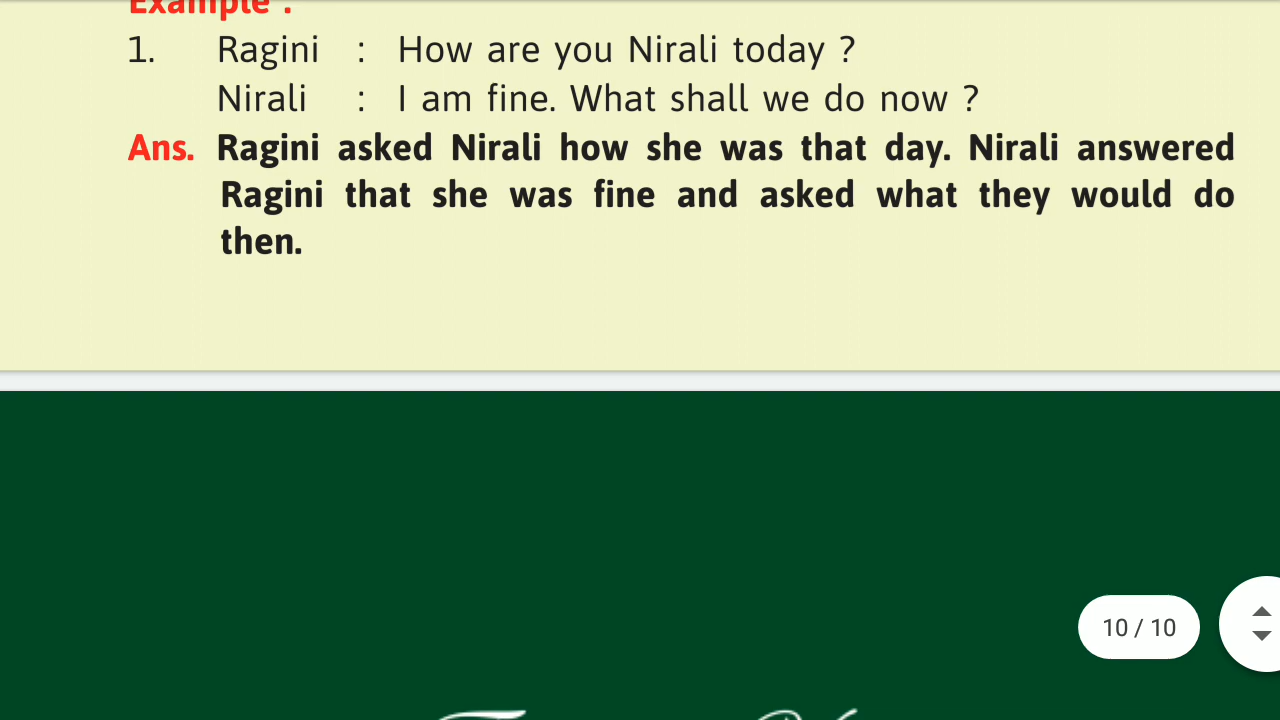 Example :
1. Ragini : How are you Nirali today ?
Nirali : I am fine. What shall we do now ?
Ans. Ragini asked Nirali how she was that day. Nirali answered
Ragini that she was fine and asked what they would do
then.
10 / 10